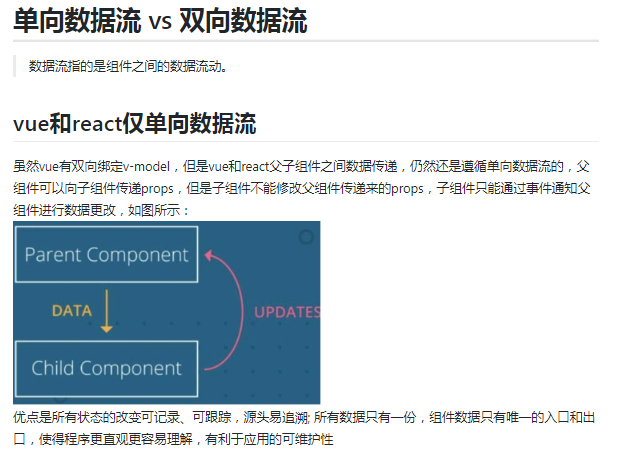 单向数据流 vs 双向数据流
数据流指的是组件之间的数据流动。
vue和react仅单向数据流
虽然vue有双向绑定v-model，但是vue和react父子组件之间数据传递，仍然还是遵循单向数据流的，父
组件可以向子组件传递props，但是子组件不能修改父组件传递来的props，子组件只能通过事件通知父
组件进行数据更改，如图所示：
Parent Component
DATA
UPDATES
Child Component
优点是所有状态的改变可记录、可跟踪，源头易追溯; 所有数据只有一份，组件数据只有唯一的入口和出
口，使得程序更直观更容易理解，有利于应用的可维护性